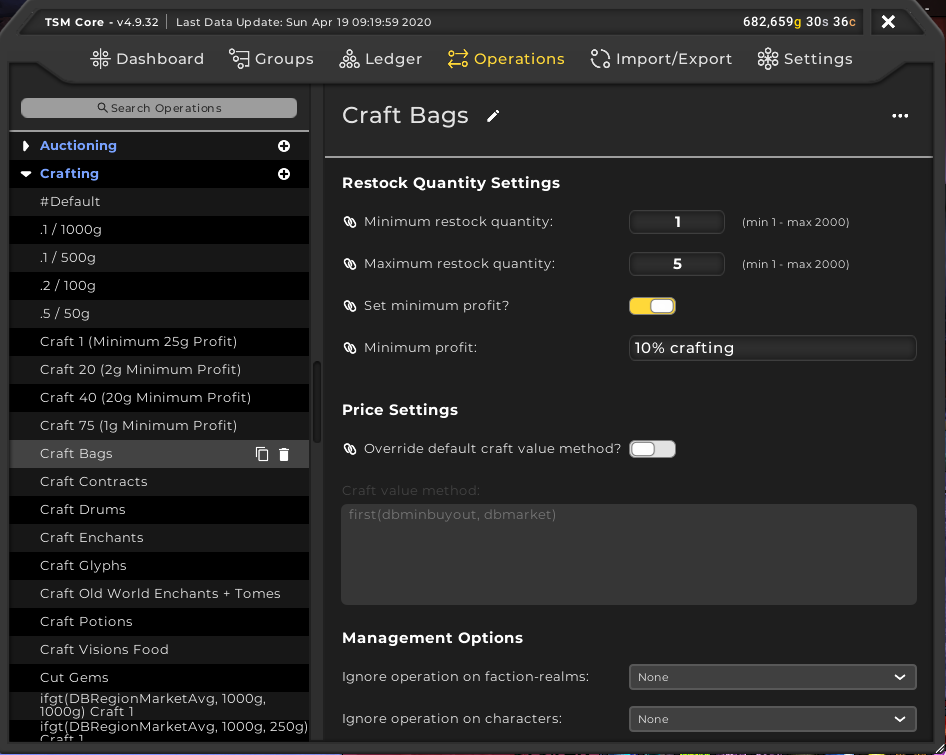 TSM Core - v4.9.32 | Last Data Update: Sun Apr 19 09:19:59 2020
682,659g 30s 36c
Dashboard Groups Ledger Operations Import/Export Settings
Search Operations
Auctioning
Crafting
#Default
.1 / 1000g
.1 / 500g
.2 / 100g
.5 / 50g
Craft 1 (Minimum 25g Profit)
Craft 20 (2g Minimum Profit)
Craft 40 (20g Minimum Profit)
Craft 75 (1g Minimum Profit)
Craft Bags
Craft Contracts
Craft Drums
Craft Enchants
Craft Glyphs
Craft Old World Enchants + Tomes
Craft Potions
Craft Visions Food
Cut Gems
ifgt(DBRegionMarketAvg, 1000g,
1000g) Craft 1
ifgt(DBRegionMarketAvg, 1000g, 250g)
Craft 1
Craft Bags
Restock Quantity Settings
Minimum restock quantity: 1 (min 1 - max 2000)
Maximum restock quantity: 5 (min 1 - max 2000)
Set minimum profit?
Minimum profit: 10% crafting
Price Settings
Override default craft value method?
Craft value method:
first(dbminbuyout, dbmarket)
Management Options
Ignore operation on faction-realms: None
Ignore operation on characters: None